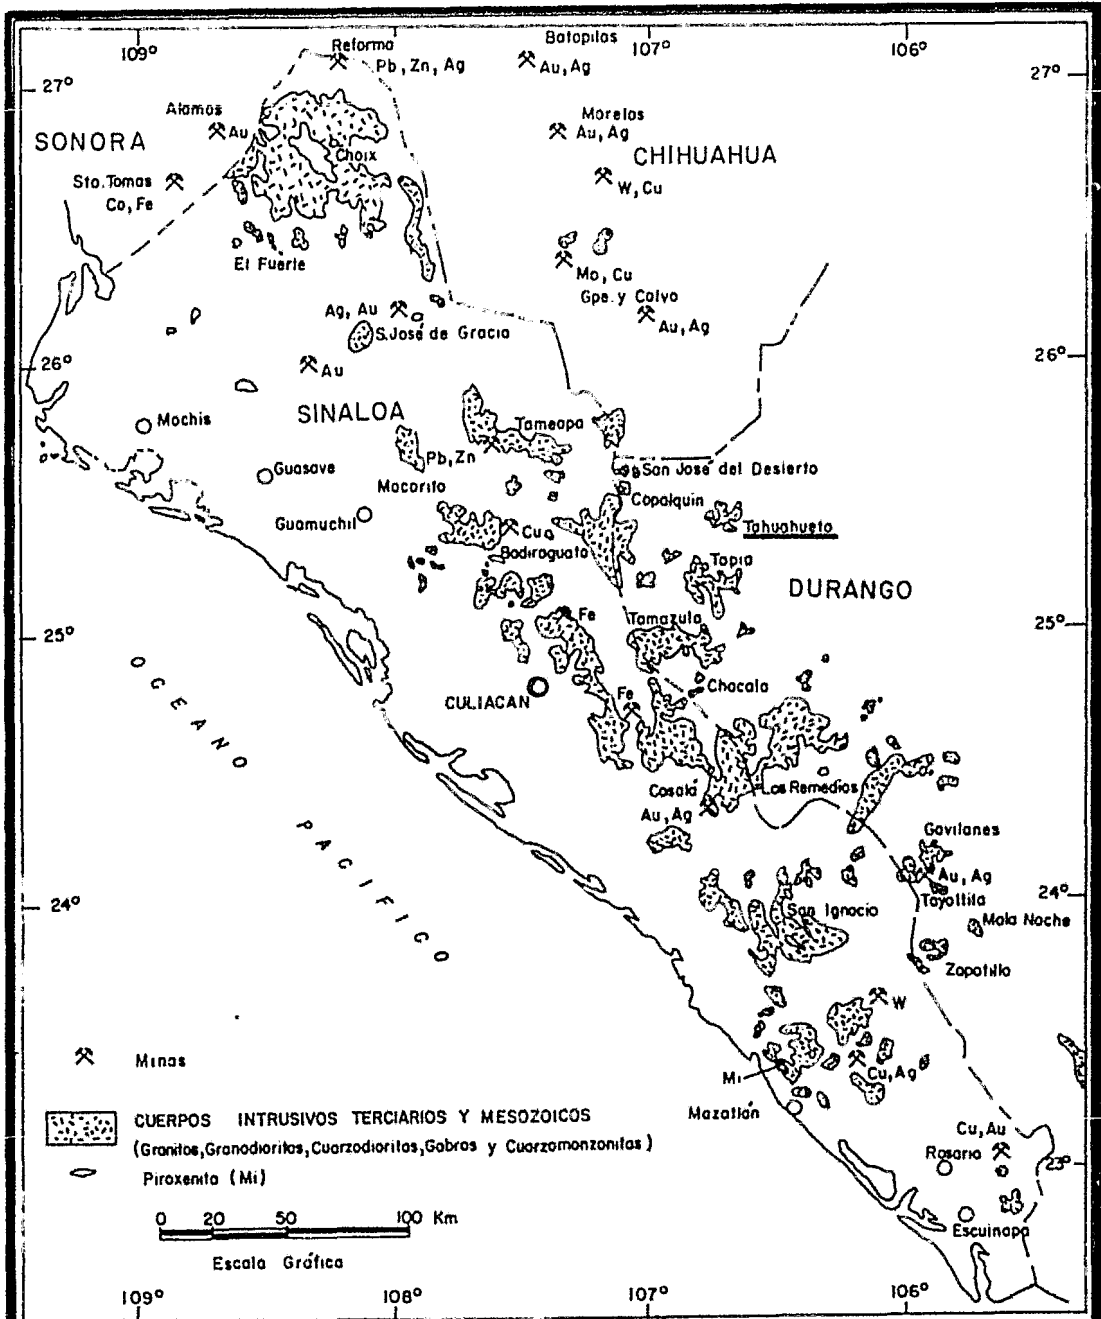 109°
107°
106°
Reforma
Pb, Zn, Ag
Batopilas
Au, Ag
27°
27°
Alamos
Au
Morelos
Au, Ag
SONORA
CHIHUAHUA
Choix
Sto. Tomas
Co, Fe
W, Cu
El Fuerte
Mo, Cu
Gpe. y Calvo
Au, Ag
Ag, Au
S. José de Gracia
26°
26°
Au
Mochis
SINALOA
Tameapa
Pb, Zn
Guasave
Mocorito
San José del Desierto
Copalquin
Guamuchil
Cu
Tahuahueto
Badiraguato
Topia
DURANGO
25°
25°
Fe
Tamazula
CULIACAN
Chacala
Fe
OCEANO PACIFICO
Cosalá
Au, Ag
Los Remedios
Gavilanes
Au, Ag
Tayoltita
24°
24°
San Ignacio
Mala Noche
Zapotillo
W
Minas
Mi
Cu, Ag
Mazatlán
CUERPOS INTRUSIVOS TERCIARIOS Y MESOZOICOS
(Granitos, Granodioritas, Cuarzodioritas, Gabros y Cuarzomonzonitas)
Piroxenita (Mi)
Cu, Au
Rosario
23°
0 20 50 100 Km
Escala Gráfica
Escuinapa
109°
108°
107°
106°